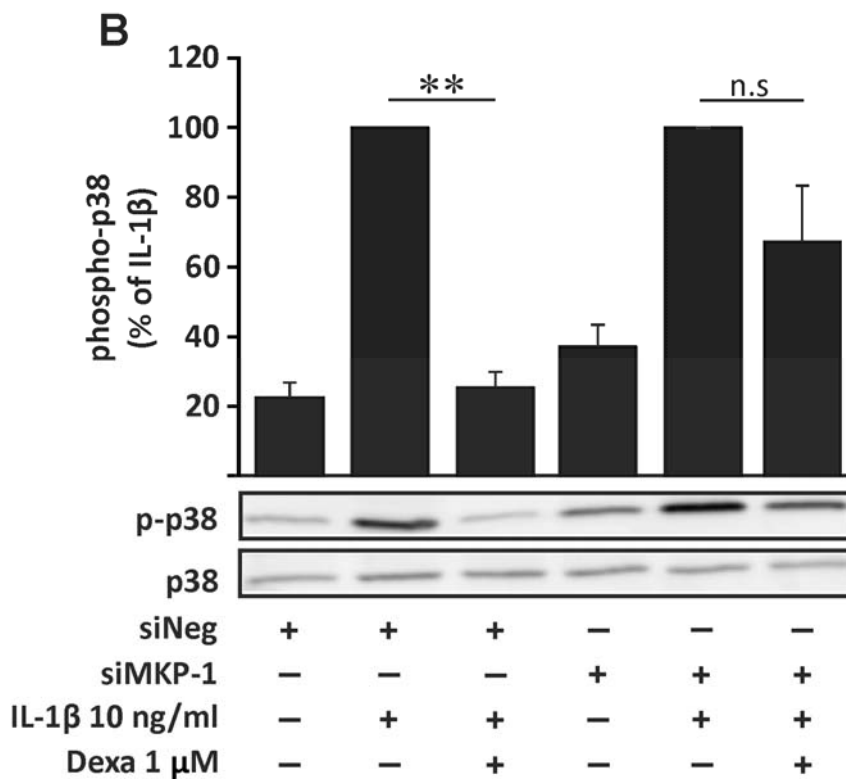 B
120
100
80
60
40
20
phospho-p38
(% of IL-1β)
**
n.s
p-p38
p38
siNeg + + + – – –
siMKP-1 – – – + + +
IL-1β 10 ng/ml – + + – + +
Dexa 1 μM – – + – – +